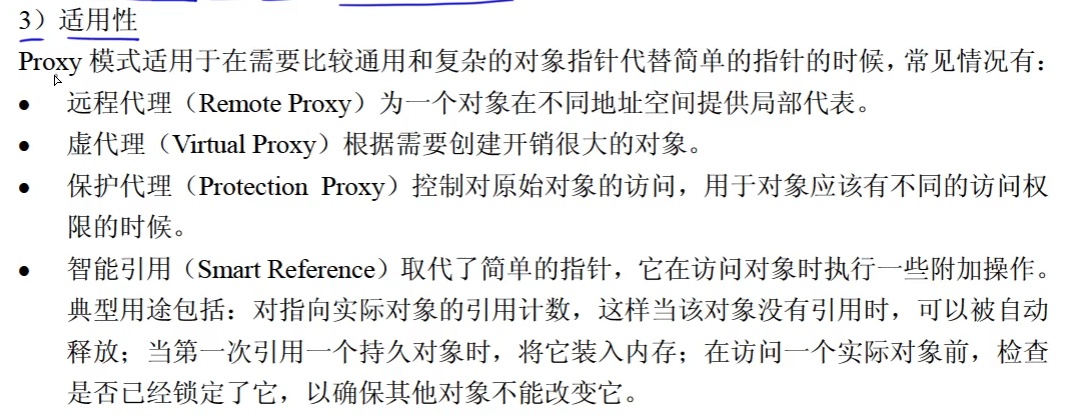 3）适用性
Proxy 模式适用于在需要比较通用和复杂的对象指针代替简单的指针的时候，常见情况有：
● 远程代理（Remote Proxy）为一个对象在不同地址空间提供局部代表。
● 虚代理（Virtual Proxy）根据需要创建开销很大的对象。
● 保护代理（Protection Proxy）控制对原始对象的访问，用于对象应该有不同的访问权
限的时候。
● 智能引用（Smart Reference）取代了简单的指针，它在访问对象时执行一些附加操作。
典型用途包括：对指向实际对象的引用计数，这样当该对象没有引用时，可以被自动
释放；当第一次引用一个持久对象时，将它装入内存；在访问一个实际对象前，检查
是否已经锁定了它，以确保其他对象不能改变它。